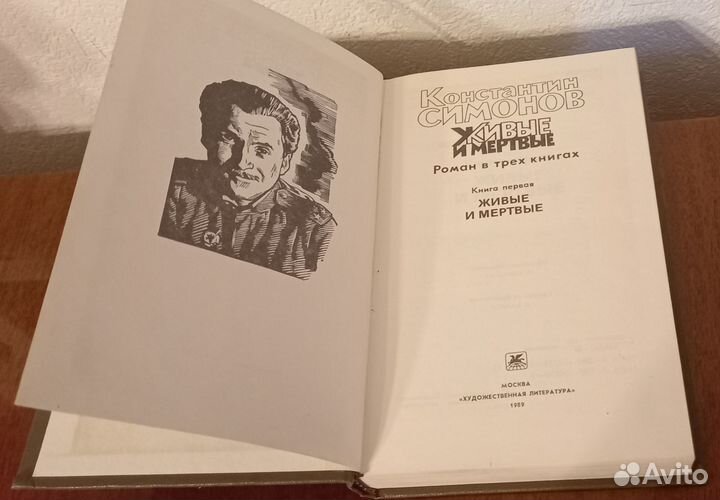 Константин
СИМОНОВ
ЖИВЫЕ
И МЕРТВЫЕ
Роман в трех книгах
Книга первая
ЖИВЫЕ
И МЕРТВЫЕ
МОСКВА
«ХУДОЖЕСТВЕННАЯ ЛИТЕРАТУРА»
1989
Avito